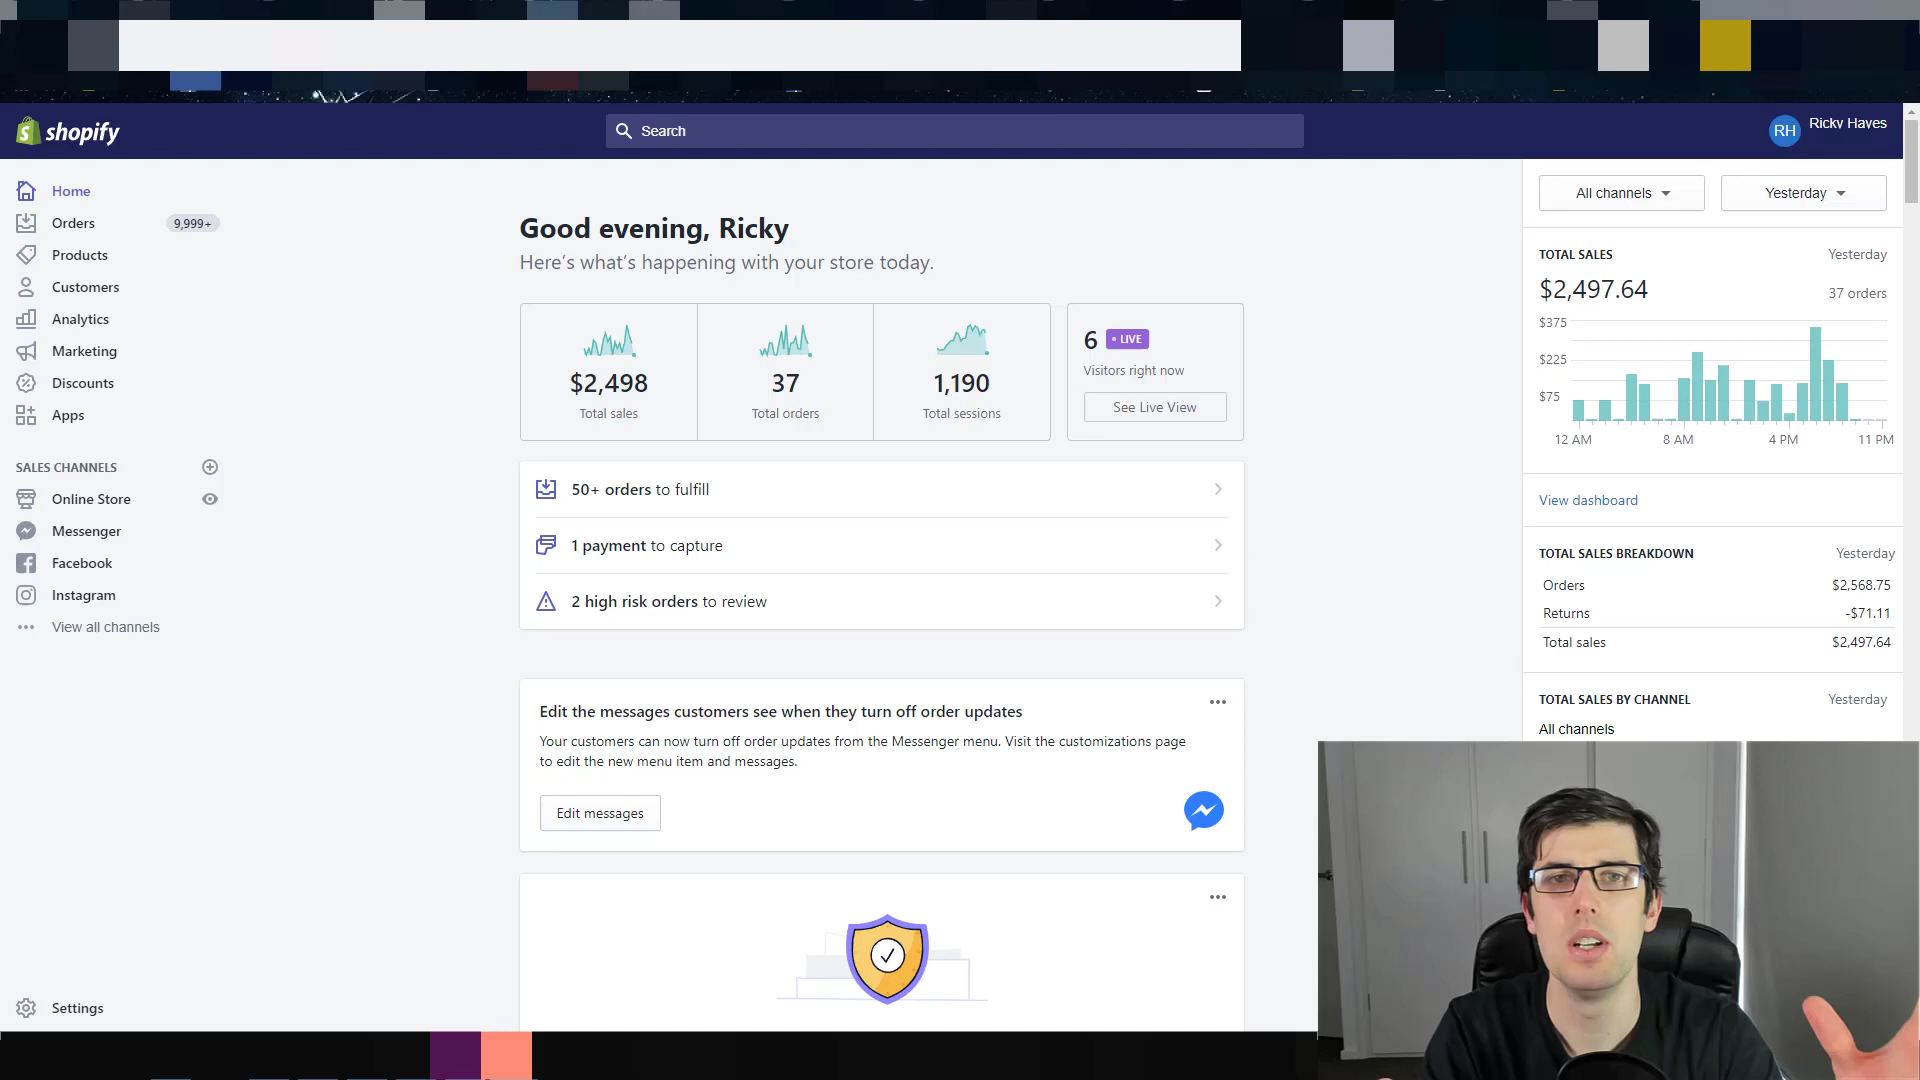 shopify
Search
RH
Ricky Hayes
Home
Orders
9,999+
Products
Customers
Analytics
Marketing
Discounts
Apps
SALES CHANNELS
Online Store
Messenger
Facebook
Instagram
View all channels
Settings
Good evening, Ricky
Here's what's happening with your store today.
$2,498
Total sales
37
Total orders
1,190
Total sessions
6 • LIVE
Visitors right now
See Live View
50+ orders to fulfill
1 payment to capture
2 high risk orders to review
Edit the messages customers see when they turn off order updates
Your customers can now turn off order updates from the Messenger menu. Visit the customizations page
to edit the new menu item and messages.
Edit messages
All channels
Yesterday
TOTAL SALES
Yesterday
$2,497.64
37 orders
$375
$225
$75
12 AM
8 AM
4 PM
11 PM
View dashboard
TOTAL SALES BREAKDOWN
Yesterday
Orders
$2,568.75
Returns
-$71.11
Total sales
$2,497.64
TOTAL SALES BY CHANNEL
Yesterday
All channels